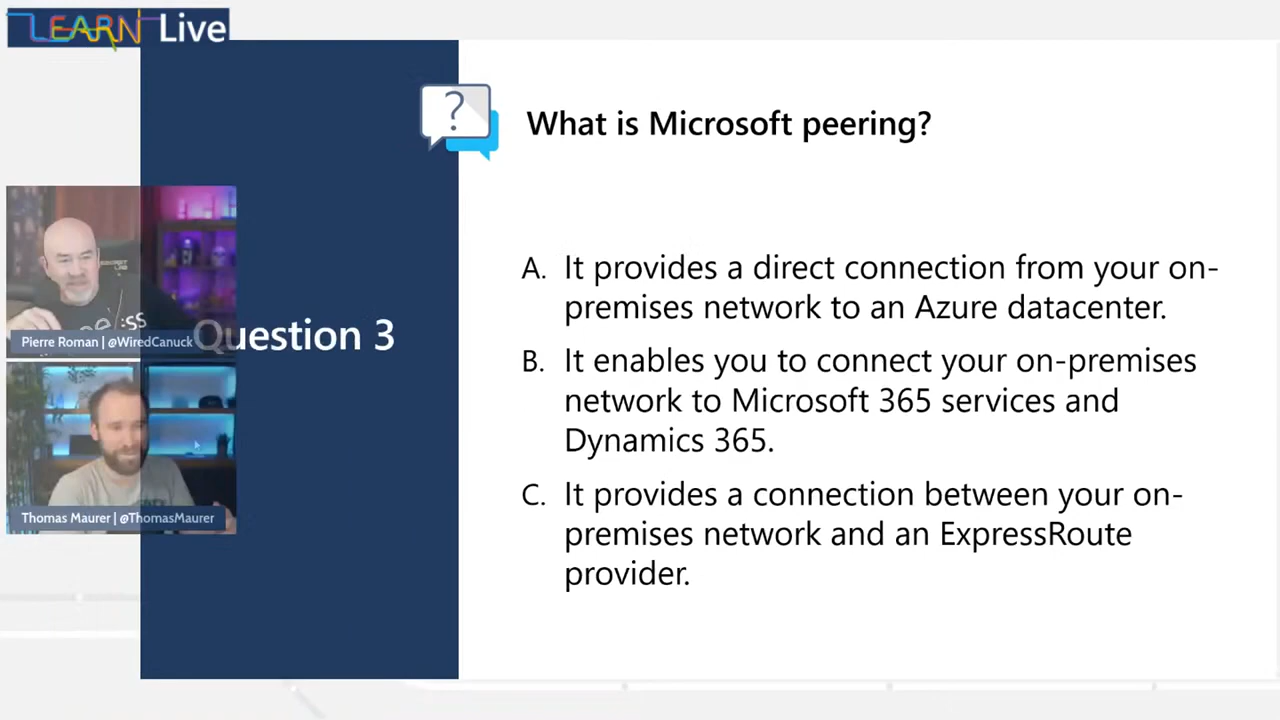 LEARN Live
?
What is Microsoft peering?
Question 3
A. It provides a direct connection from your on-
premises network to an Azure datacenter.
B. It enables you to connect your on-premises
network to Microsoft 365 services and
Dynamics 365.
C. It provides a connection between your on-
premises network and an ExpressRoute
provider.
Pierre Roman | @WiredCanuck
Thomas Maurer | @ThomasMaurer